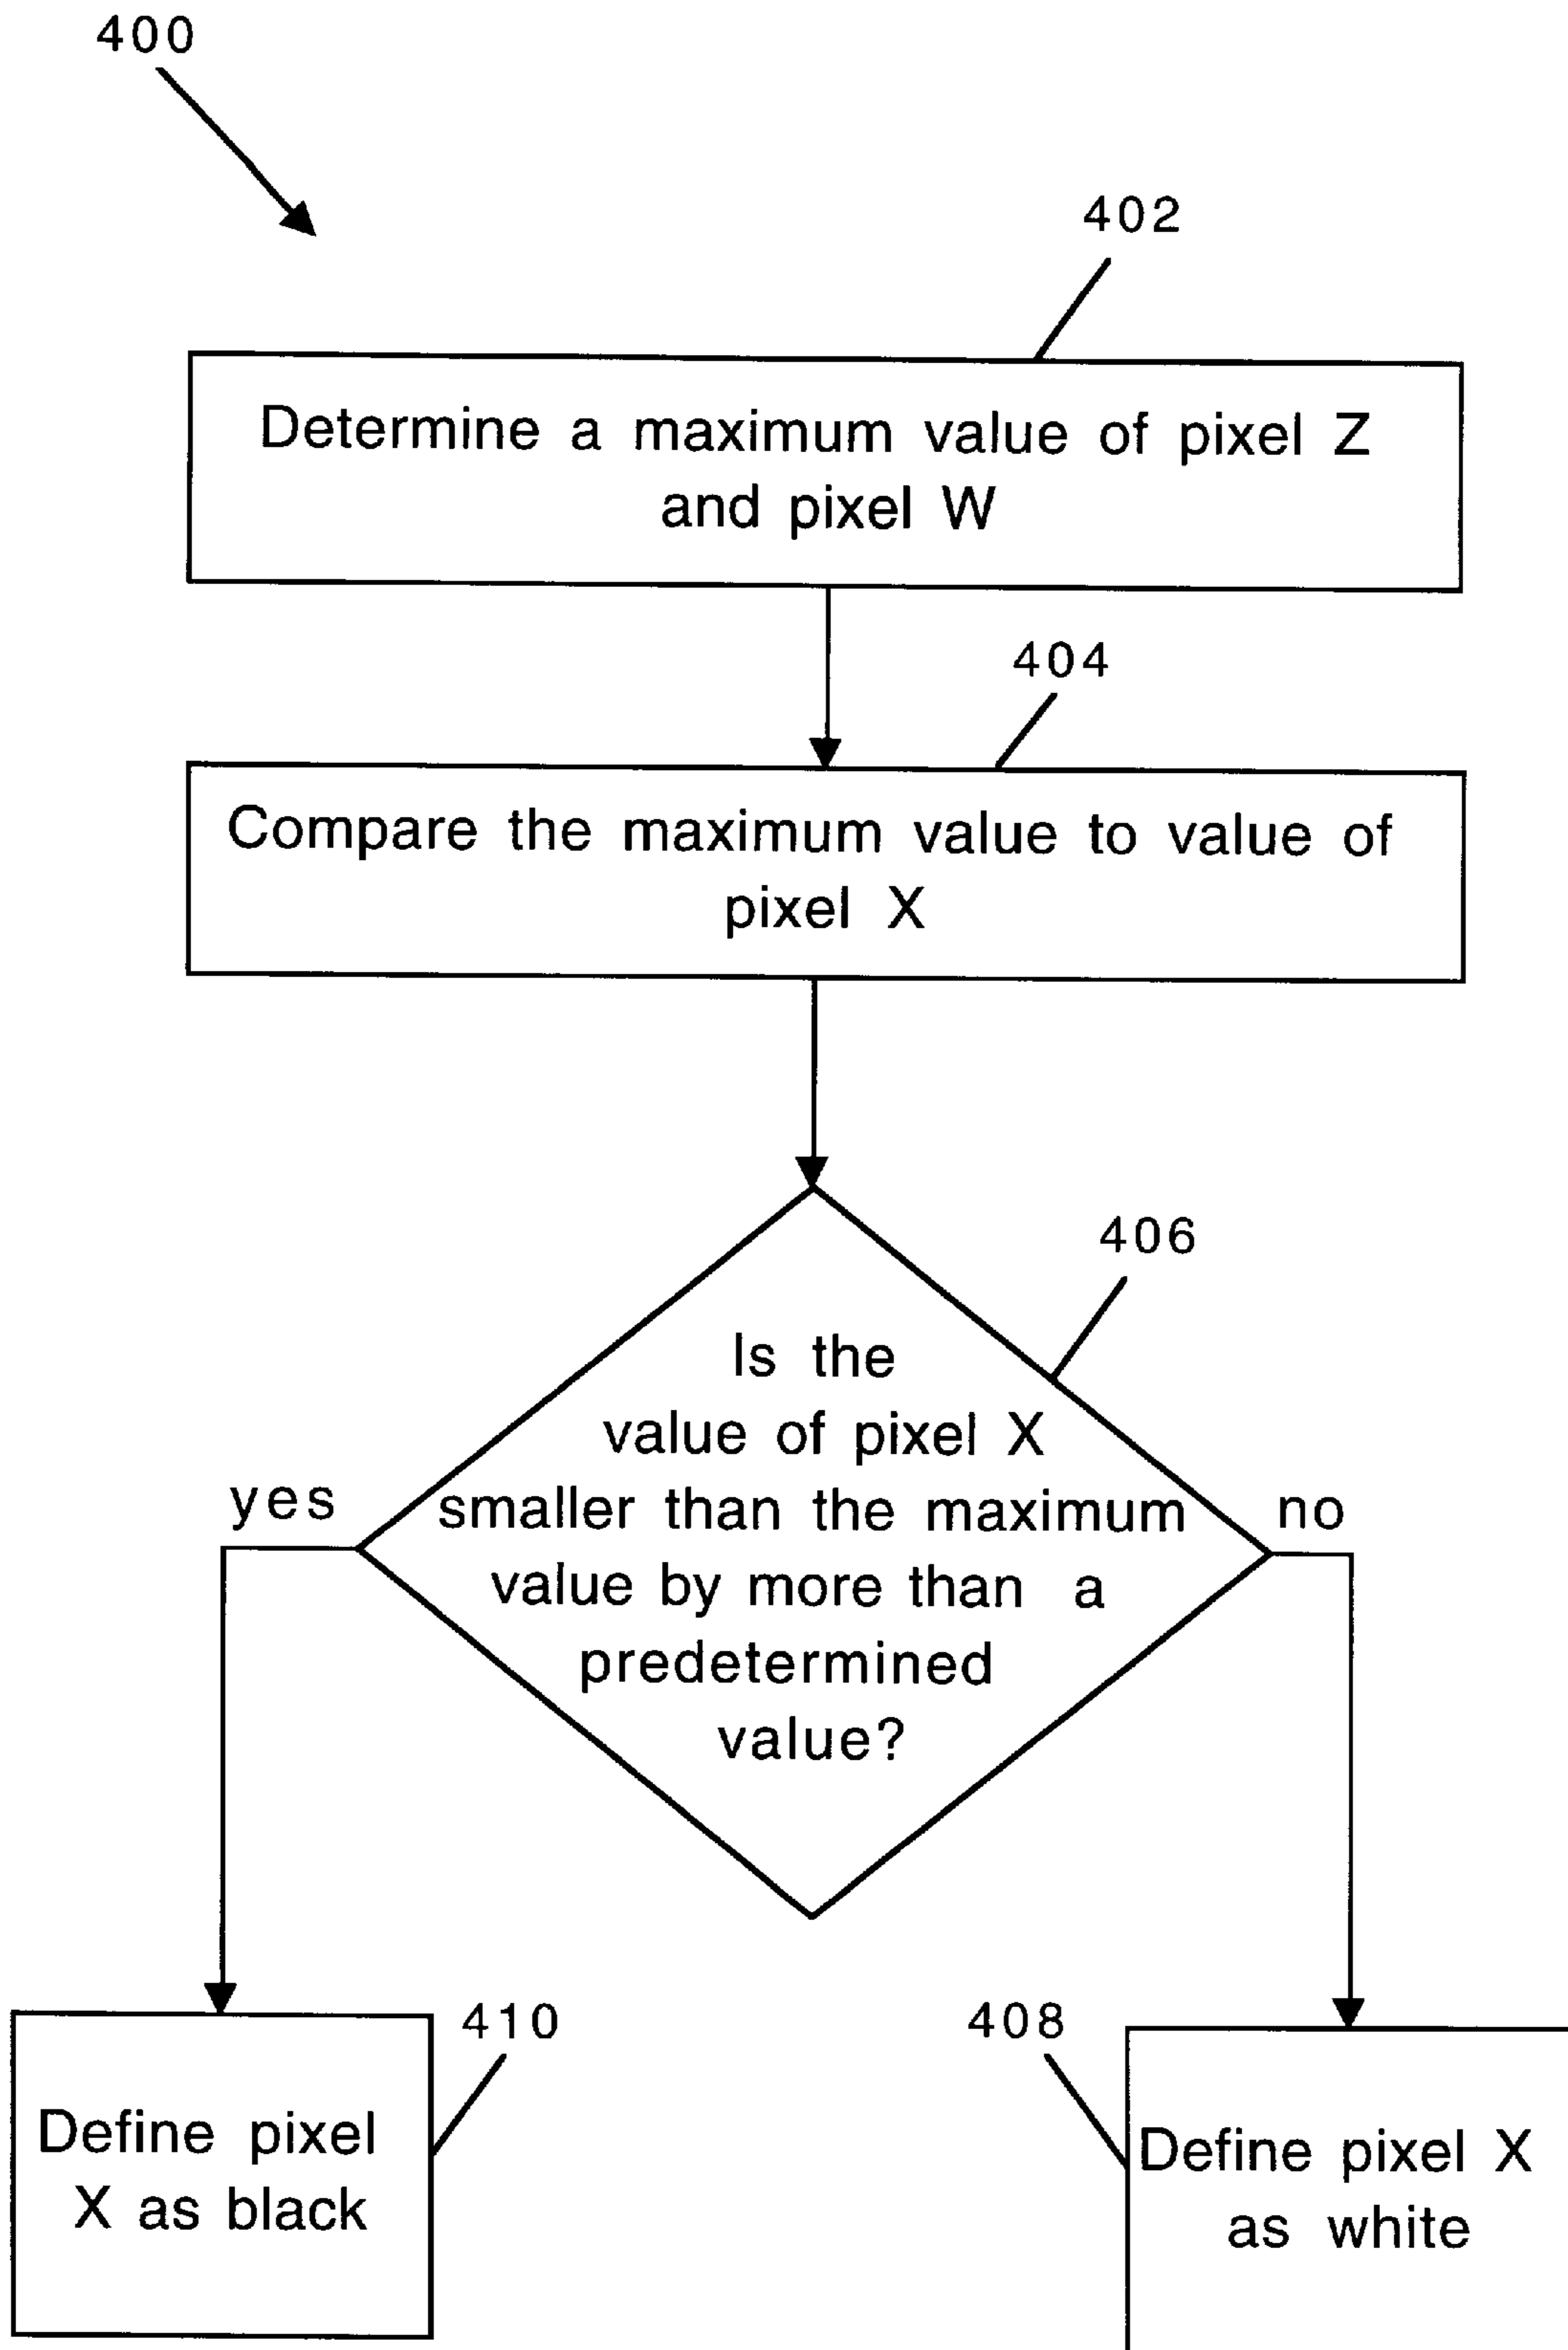 400
402
Determine a maximum value of pixel Z
and pixel W
404
Compare the maximum value to value of
pixel X
406
Is the
value of pixel X
smaller than the maximum
value by more than a
predetermined
value?
yes
no
410
408
Define pixel
X as black
Define pixel X
as white